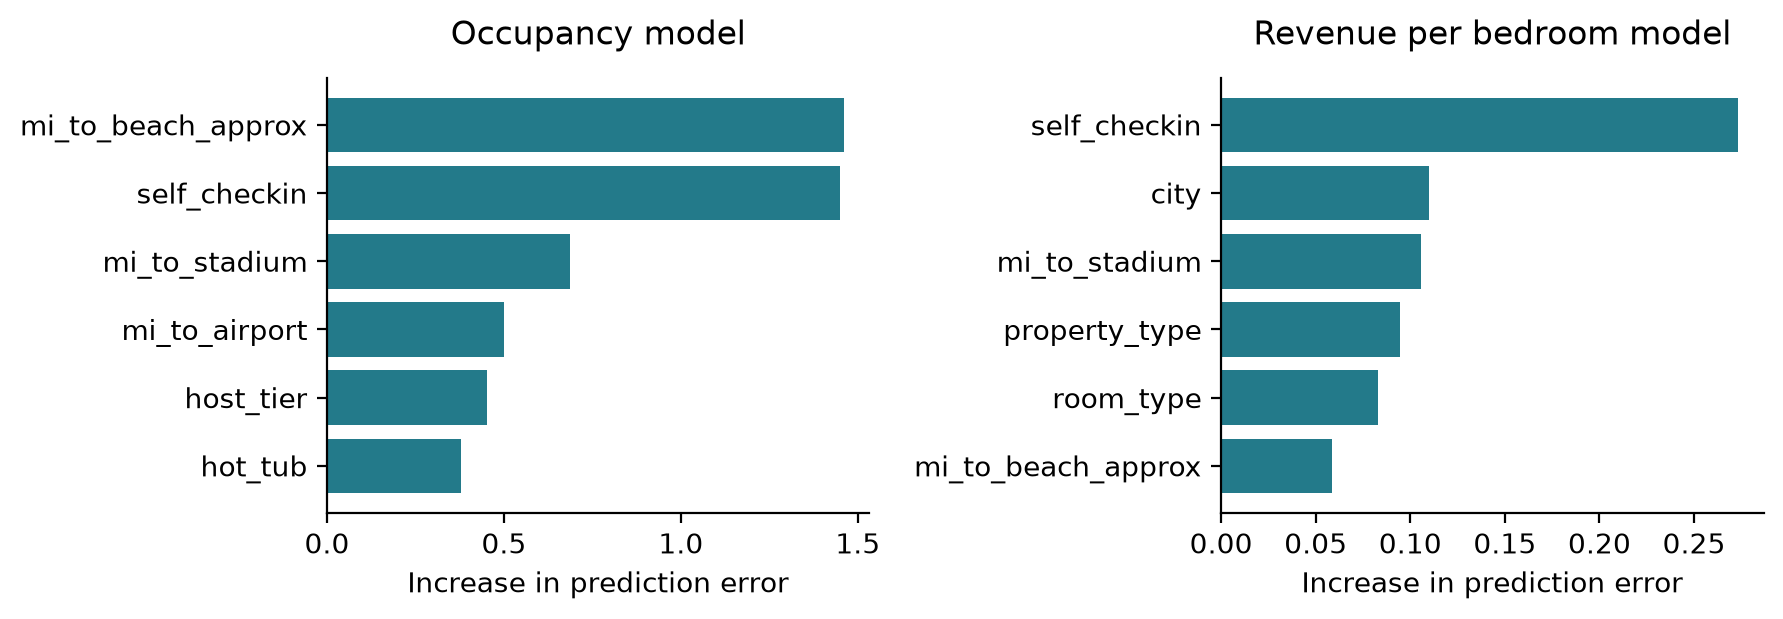 Occupancy model
mi_to_beach_approx
self_checkin
mi_to_stadium
mi_to_airport
host_tier
hot_tub
0.0 0.5 1.0 1.5
Increase in prediction error
Revenue per bedroom model
self_checkin
city
mi_to_stadium
property_type
room_type
mi_to_beach_approx
0.00 0.05 0.10 0.15 0.20 0.25
Increase in prediction error